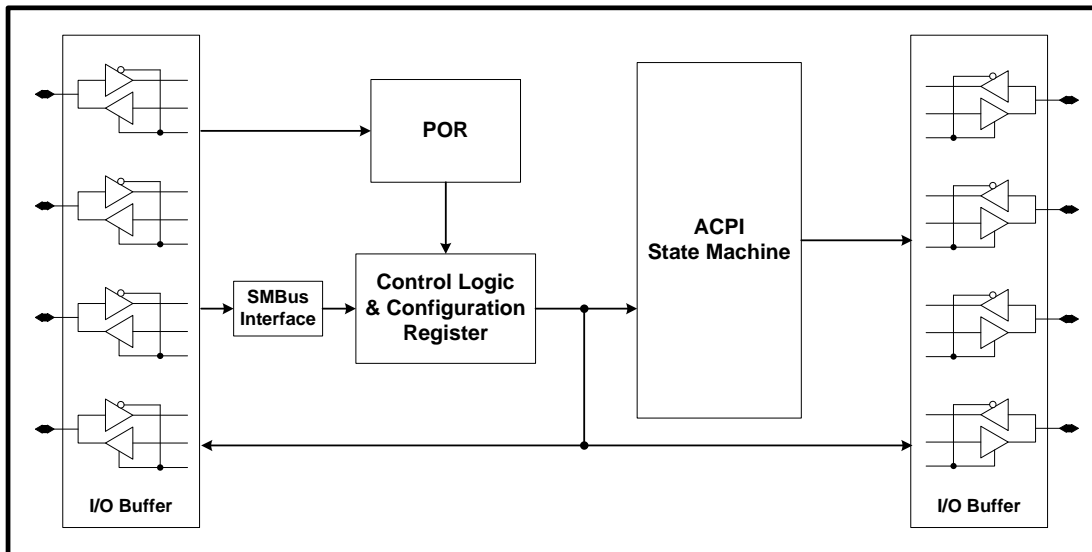 POR
ACPI
State Machine
SMBus
Interface
Control Logic
& Configuration
Register
I/O Buffer
I/O Buffer